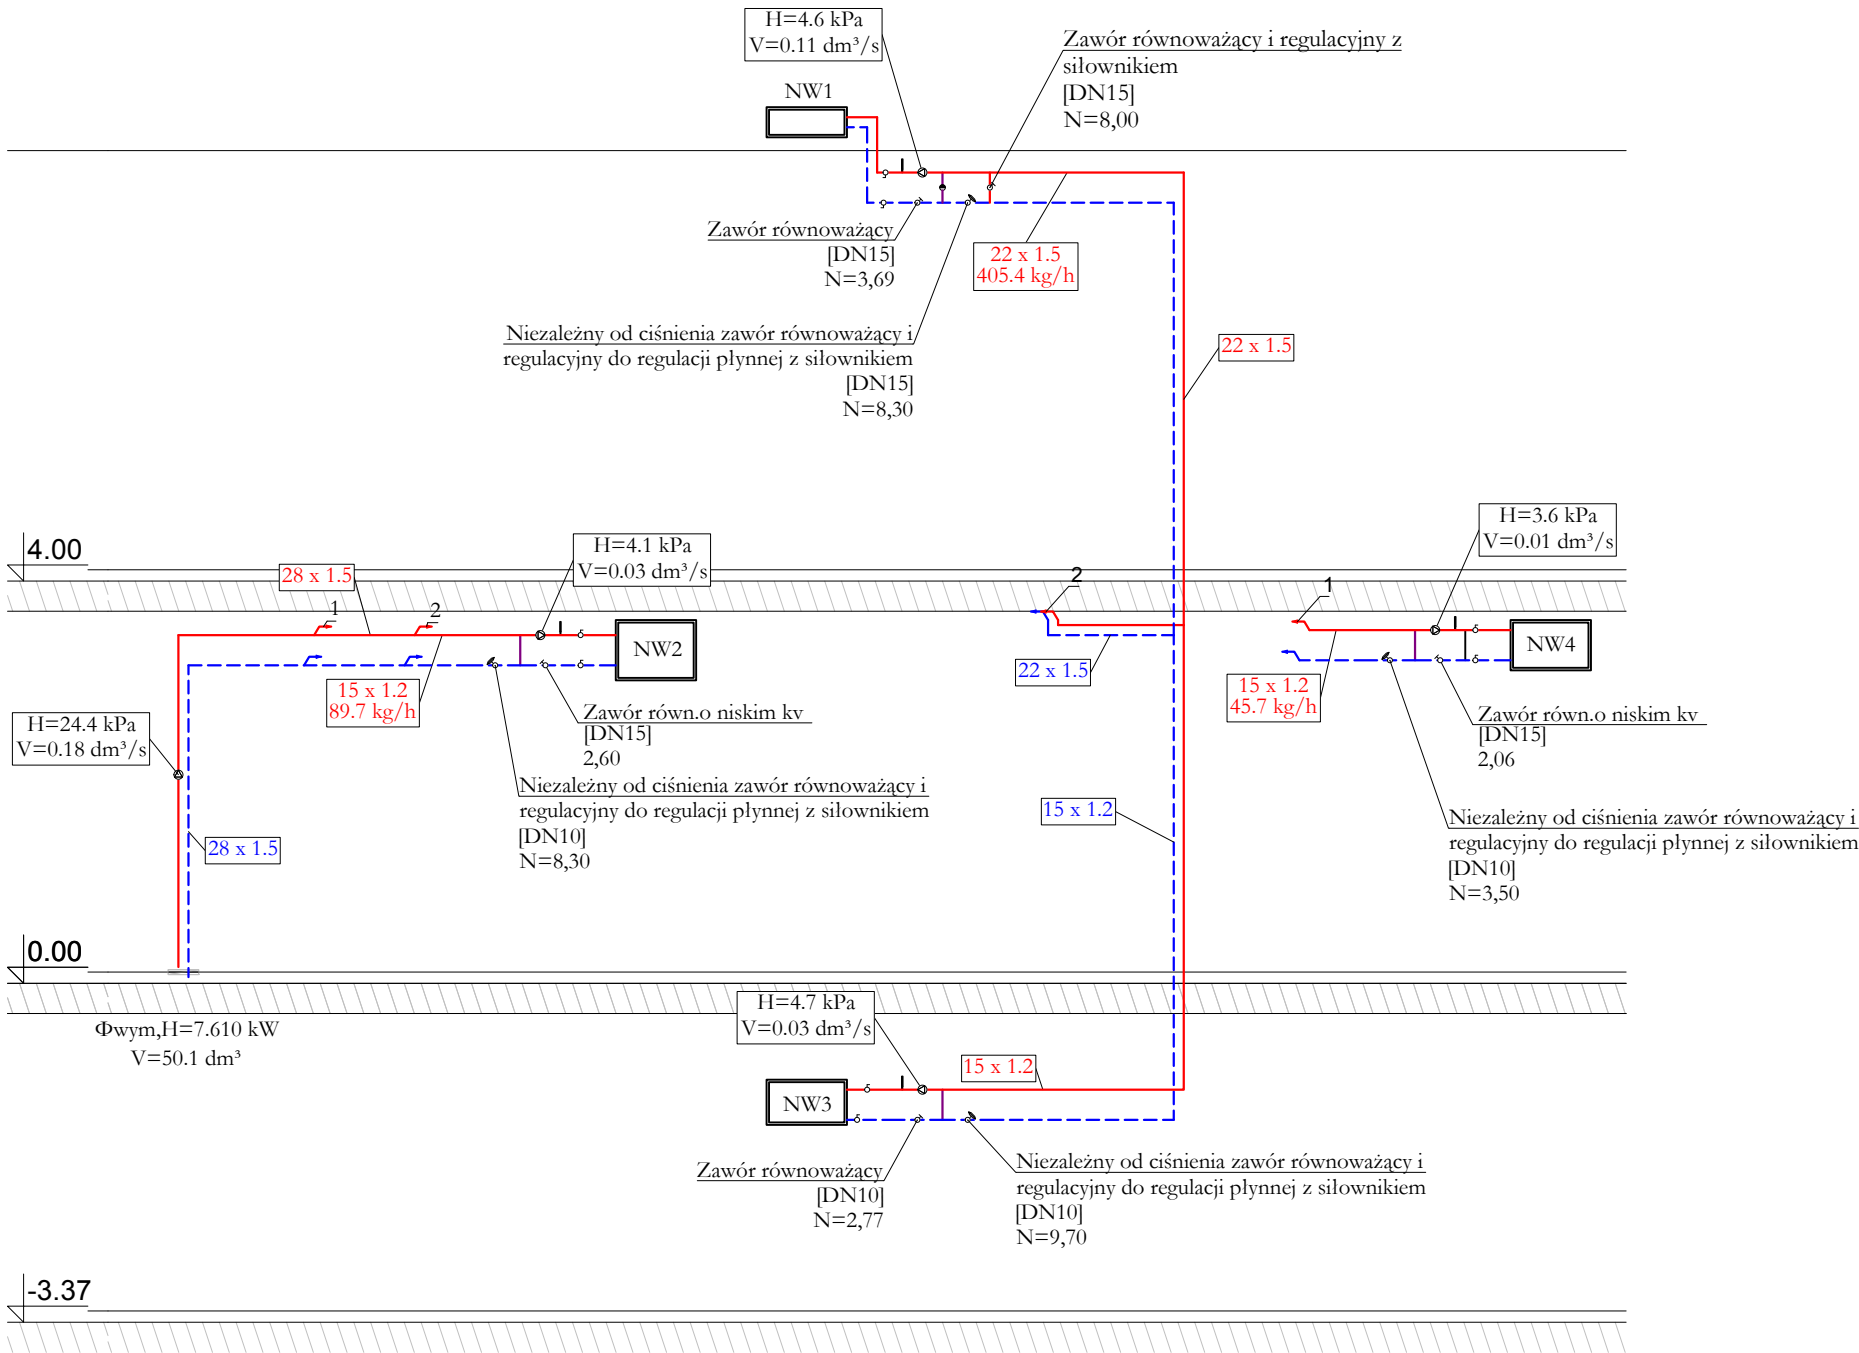 H=4.6 kPa
V=0.11 dm³/s
Zawór równoważący i regulacyjny z
siłownikiem
[DN15]
N=8,00
NW1
Zawór równoważący
[DN15]
N=3,69
22 x 1.5
405.4 kg/h
Niezależny od ciśnienia zawór równoważący i
regulacyjny do regulacji płynnej z siłownikiem
[DN15]
N=8,30
22 x 1.5
4.00
H=4.1 kPa
V=0.03 dm³/s
H=3.6 kPa
V=0.01 dm³/s
28 x 1.5
1
2
2
1
NW2
NW4
22 x 1.5
15 x 1.2
89.7 kg/h
15 x 1.2
45.7 kg/h
H=24.4 kPa
V=0.18 dm³/s
Zawór równ.o niskim kv
[DN15]
2,60
Zawór równ.o niskim kv
[DN15]
2,06
Niezależny od ciśnienia zawór równoważący i
regulacyjny do regulacji płynnej z siłownikiem
[DN10]
N=8,30
15 x 1.2
Niezależny od ciśnienia zawór równoważący i
regulacyjny do regulacji płynnej z siłownikiem
[DN10]
N=3,50
28 x 1.5
0.00
H=4.7 kPa
V=0.03 dm³/s
Φwym,H=7.610 kW
V=50.1 dm³
15 x 1.2
NW3
Zawór równoważący
[DN10]
N=2,77
Niezależny od ciśnienia zawór równoważący i
regulacyjny do regulacji płynnej z siłownikiem
[DN10]
N=9,70
-3.37